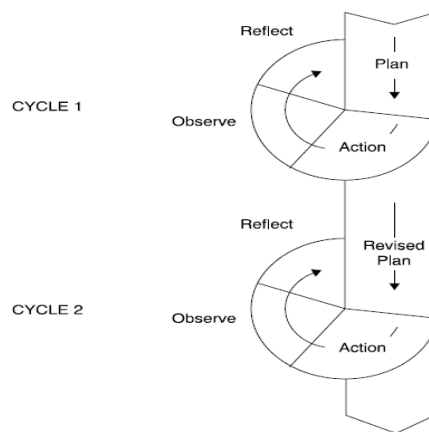 Reflect
Plan
CYCLE 1
Observe
Action
Reflect
Revised
Plan
CYCLE 2
Observe
Action